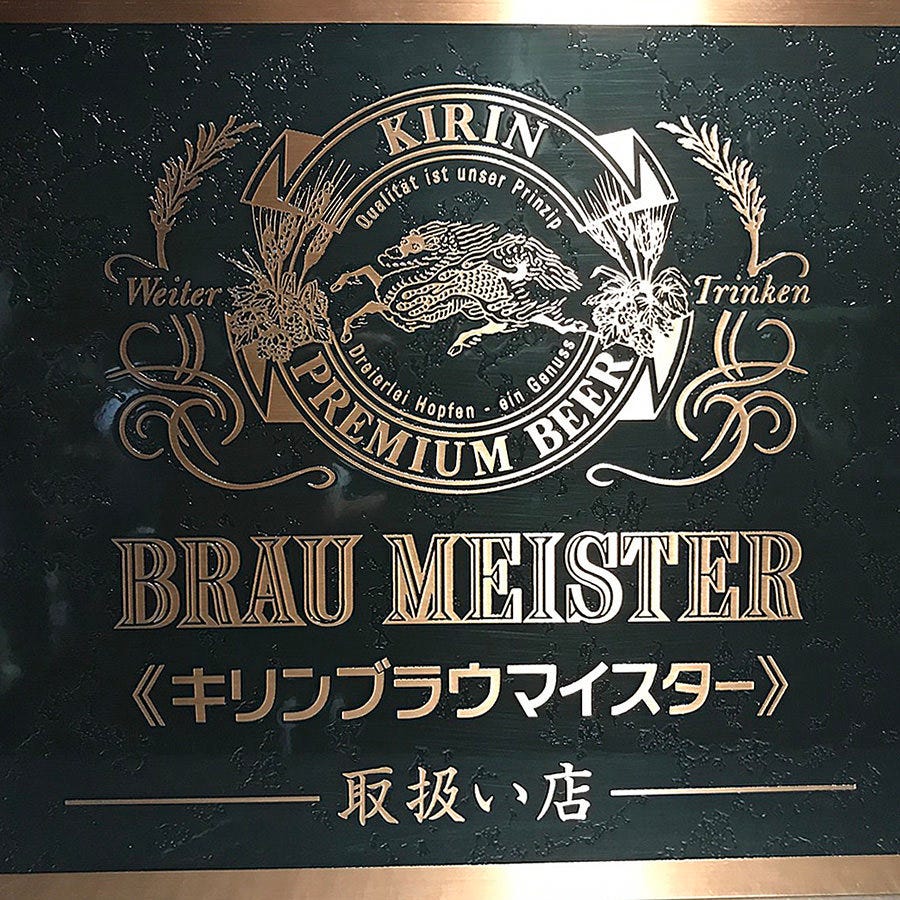 KIRIN
Qualität ist unser Prinzip
Weiter Trinken
Dreierlei Hopfen - ein Genuss
PREMIUM BEER
BRAU MEISTER
《キリンブラウマイスター》
取扱い店